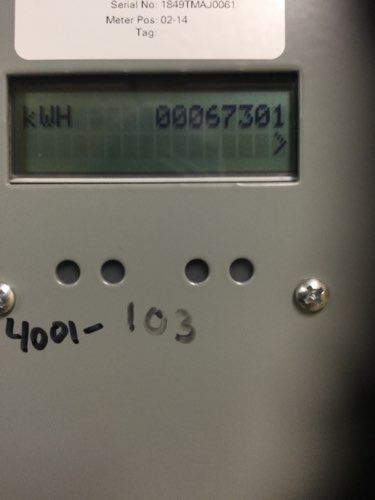 Serial No: 1849TMAJ0061
Meter Pos: 02-14
Tag:
kWH 00067301
>
4001-103